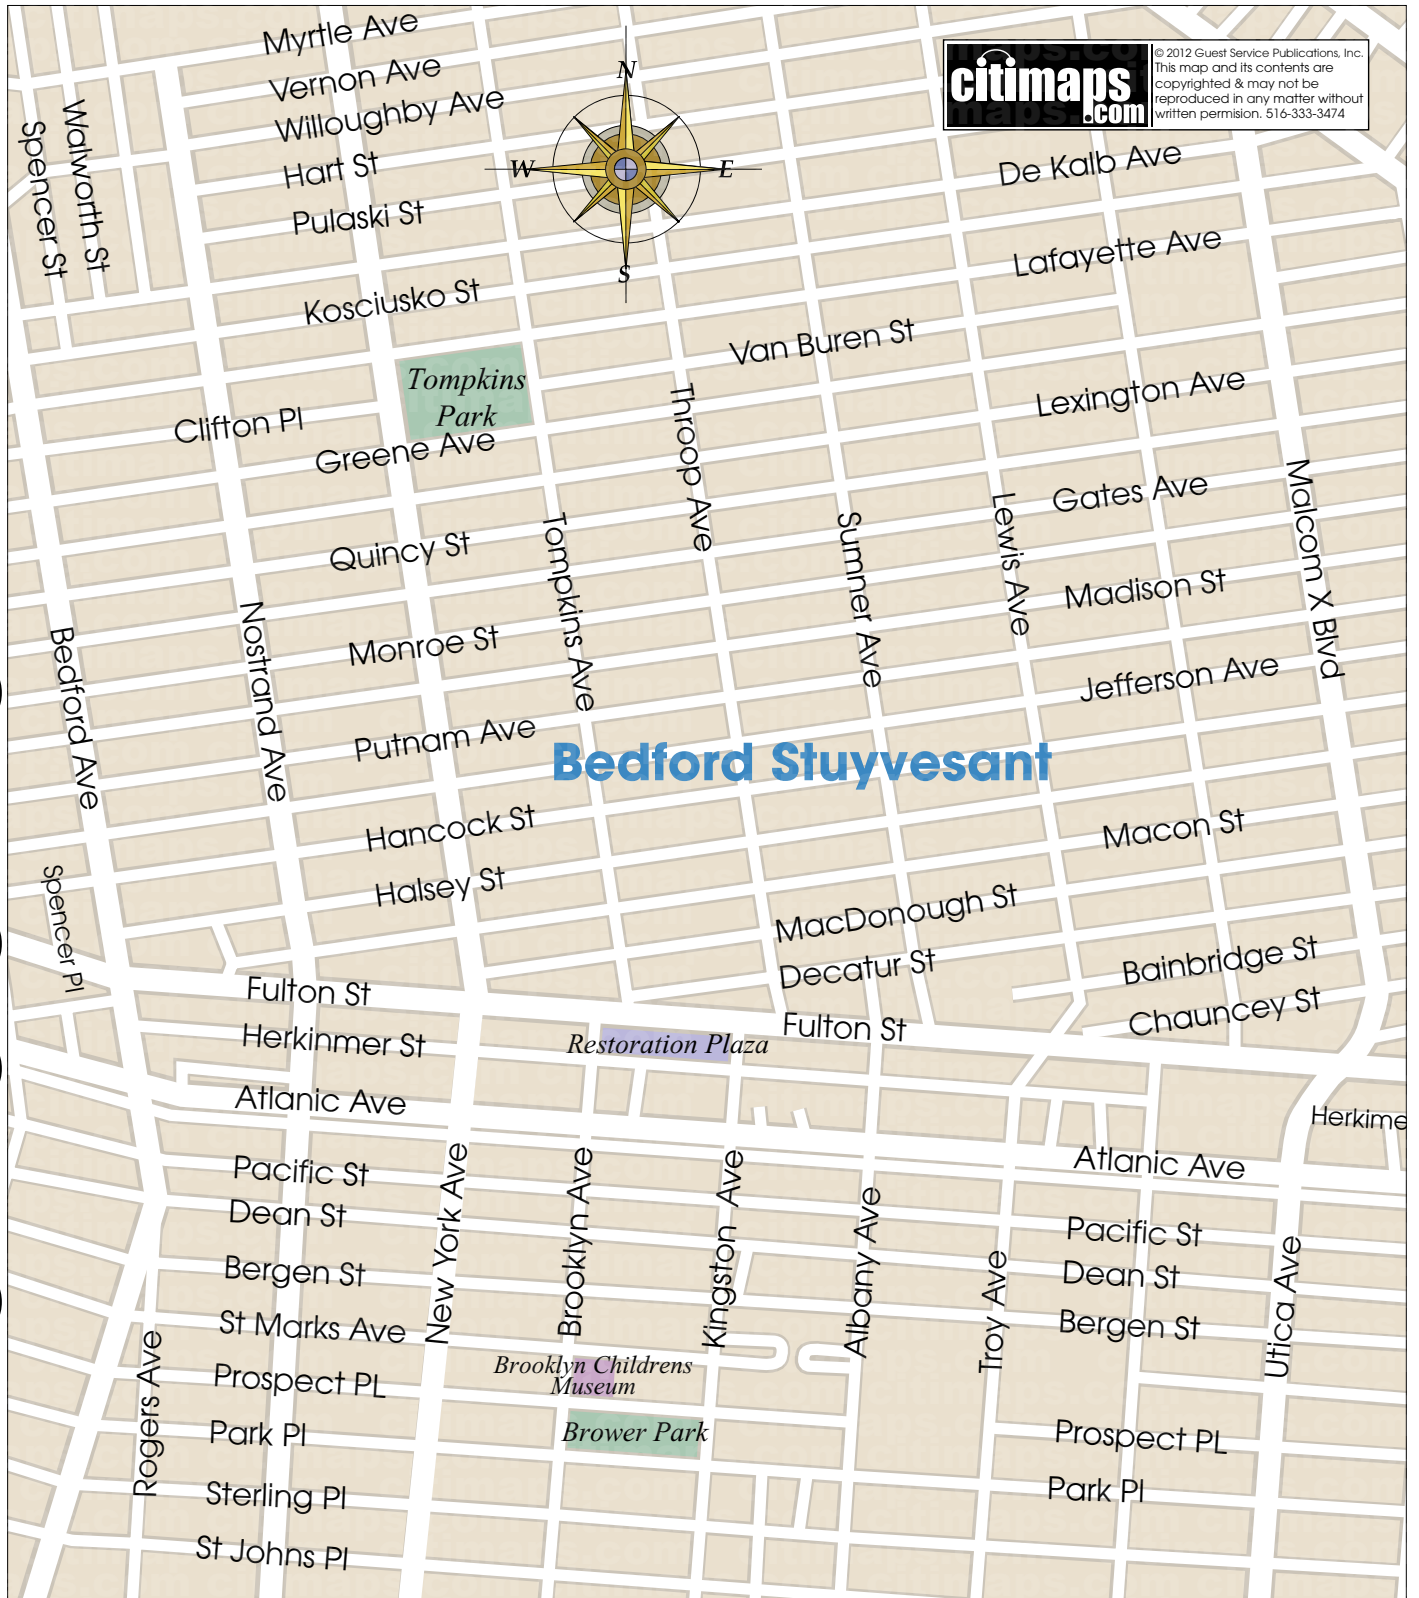 Myrtle Ave
Vernon Ave
Willoughby Ave
Hart St
Pulaski St
Kosciusko St
Walworth St
Spencer St
N
W
E
S
citimaps
.com
© 2012 Guest Service Publications, Inc.
This map and its contents are
copyrighted & may not be
reproduced in any matter without
written permision. 516-333-3474
De Kalb Ave
Lafayette Ave
Van Buren St
Lexington Ave
Tompkins
Park
Clifton Pl
Greene Ave
Throop Ave
Gates Ave
Malcom X Blvd
Lewis Ave
Sumner Ave
Tompkins Ave
Quincy St
Madison St
Nostrand Ave
Bedford Ave
Monroe St
Jefferson Ave
Putnam Ave
Bedford Stuyvesant
Hancock St
Macon St
Halsey St
Spencer Pl
MacDonough St
Decatur St
Bainbridge St
Chauncey St
Fulton St
Fulton St
Herkinmer St
Restoration Plaza
Atlanic Ave
Herkime
Atlanic Ave
Pacific St
Dean St
Bergen St
St Marks Ave
Prospect PL
Park Pl
Sterling Pl
St Johns Pl
Rogers Ave
New York Ave
Brooklyn Ave
Kingston Ave
Albany Ave
Troy Ave
Utica Ave
Pacific St
Dean St
Bergen St
Brooklyn Childrens
Museum
Brower Park
Prospect PL
Park Pl